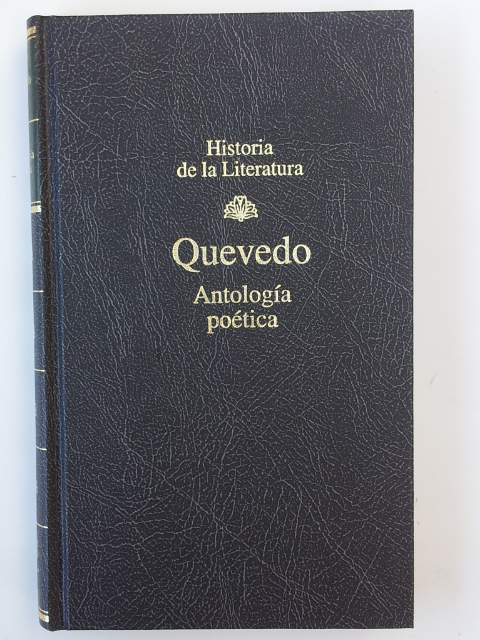 Historia
de la Literatura
Quevedo
Antología
poética